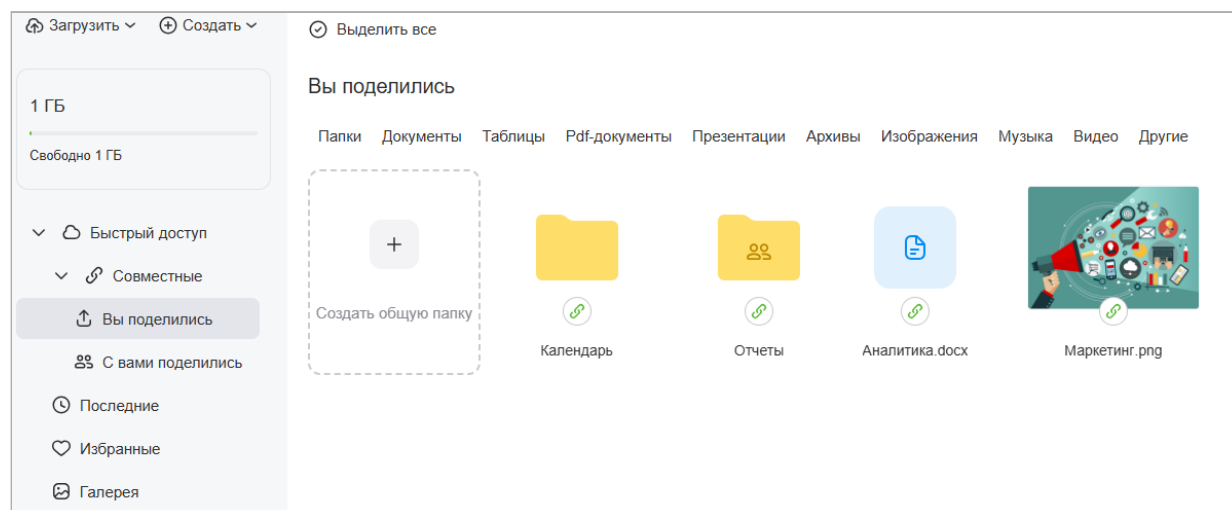 Загрузить Создать
Выделить все
1 ГБ
Свободно 1 ГБ
Быстрый доступ
Совместные
Вы поделились
С вами поделились
Последние
Избранные
Галерея
Вы поделились
Папки Документы Таблицы Pdf-документы Презентации Архивы Изображения Музыка Видео Другие
Создать общую папку
Календарь
Отчеты
Аналитика.docx
Маркетинг.png